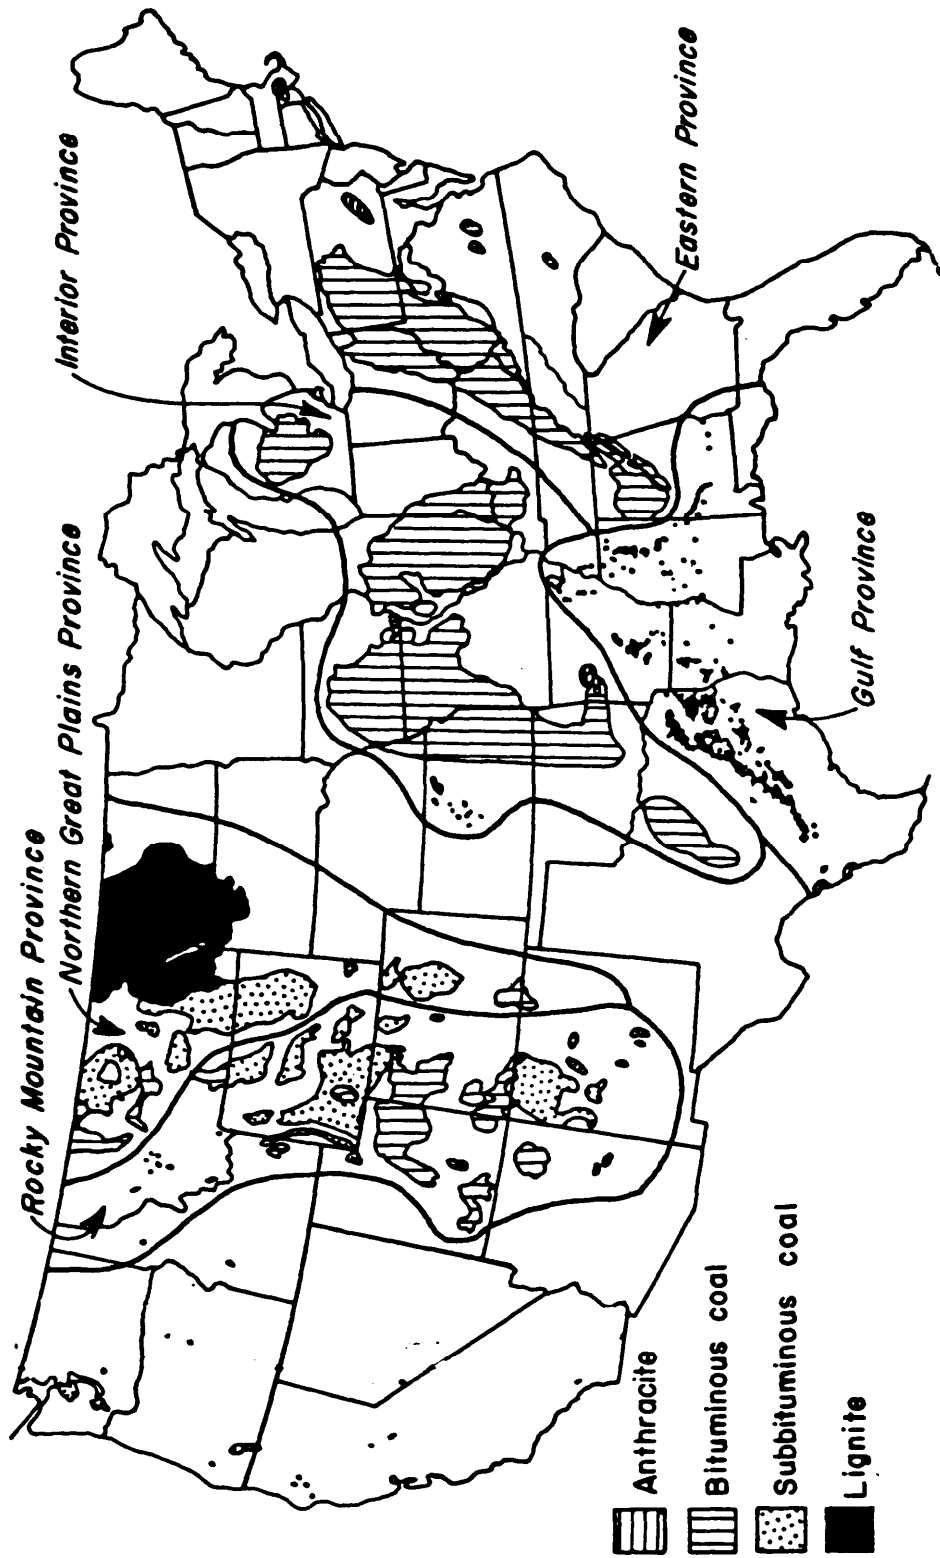 Rocky Mountain Province
Northern Great Plains Province
Interior Province
Eastern Province
Gulf Province
Anthracite
Bituminous coal
Subbituminous coal
Lignite